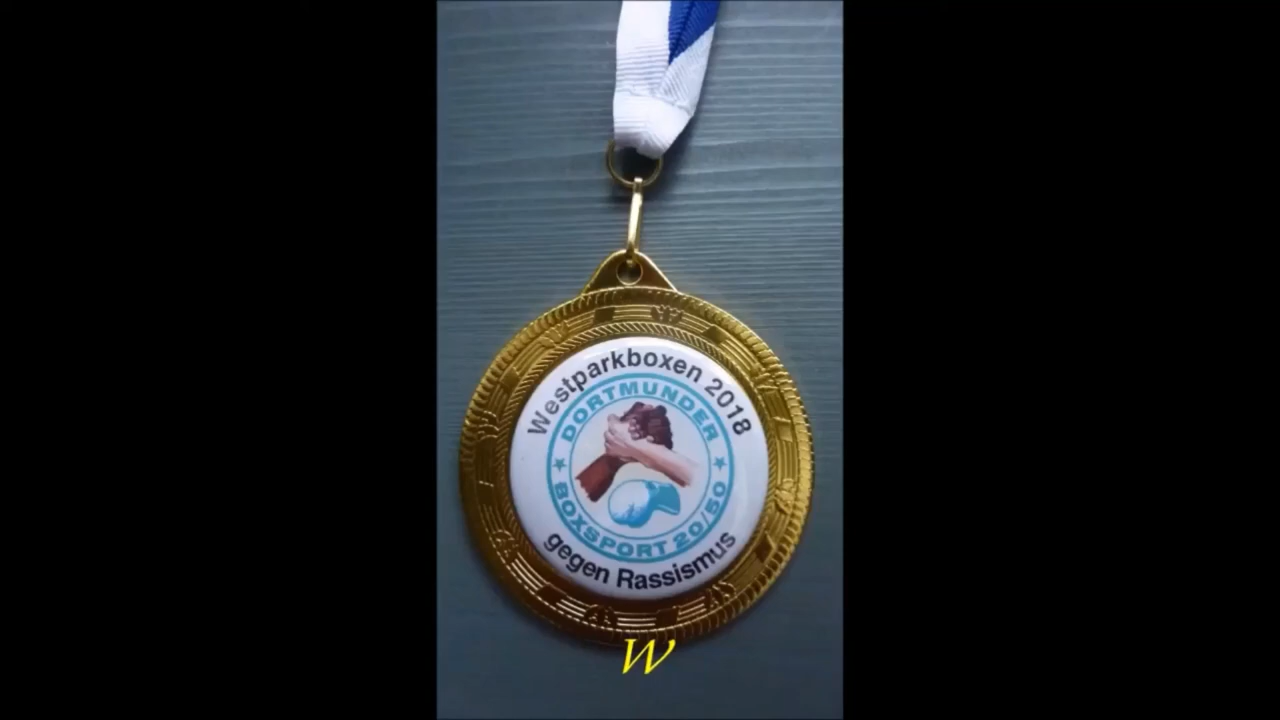 Westparkboxen 2018
DORTMUNDER
BOXSPORT 20/50
gegen Rassismus
W